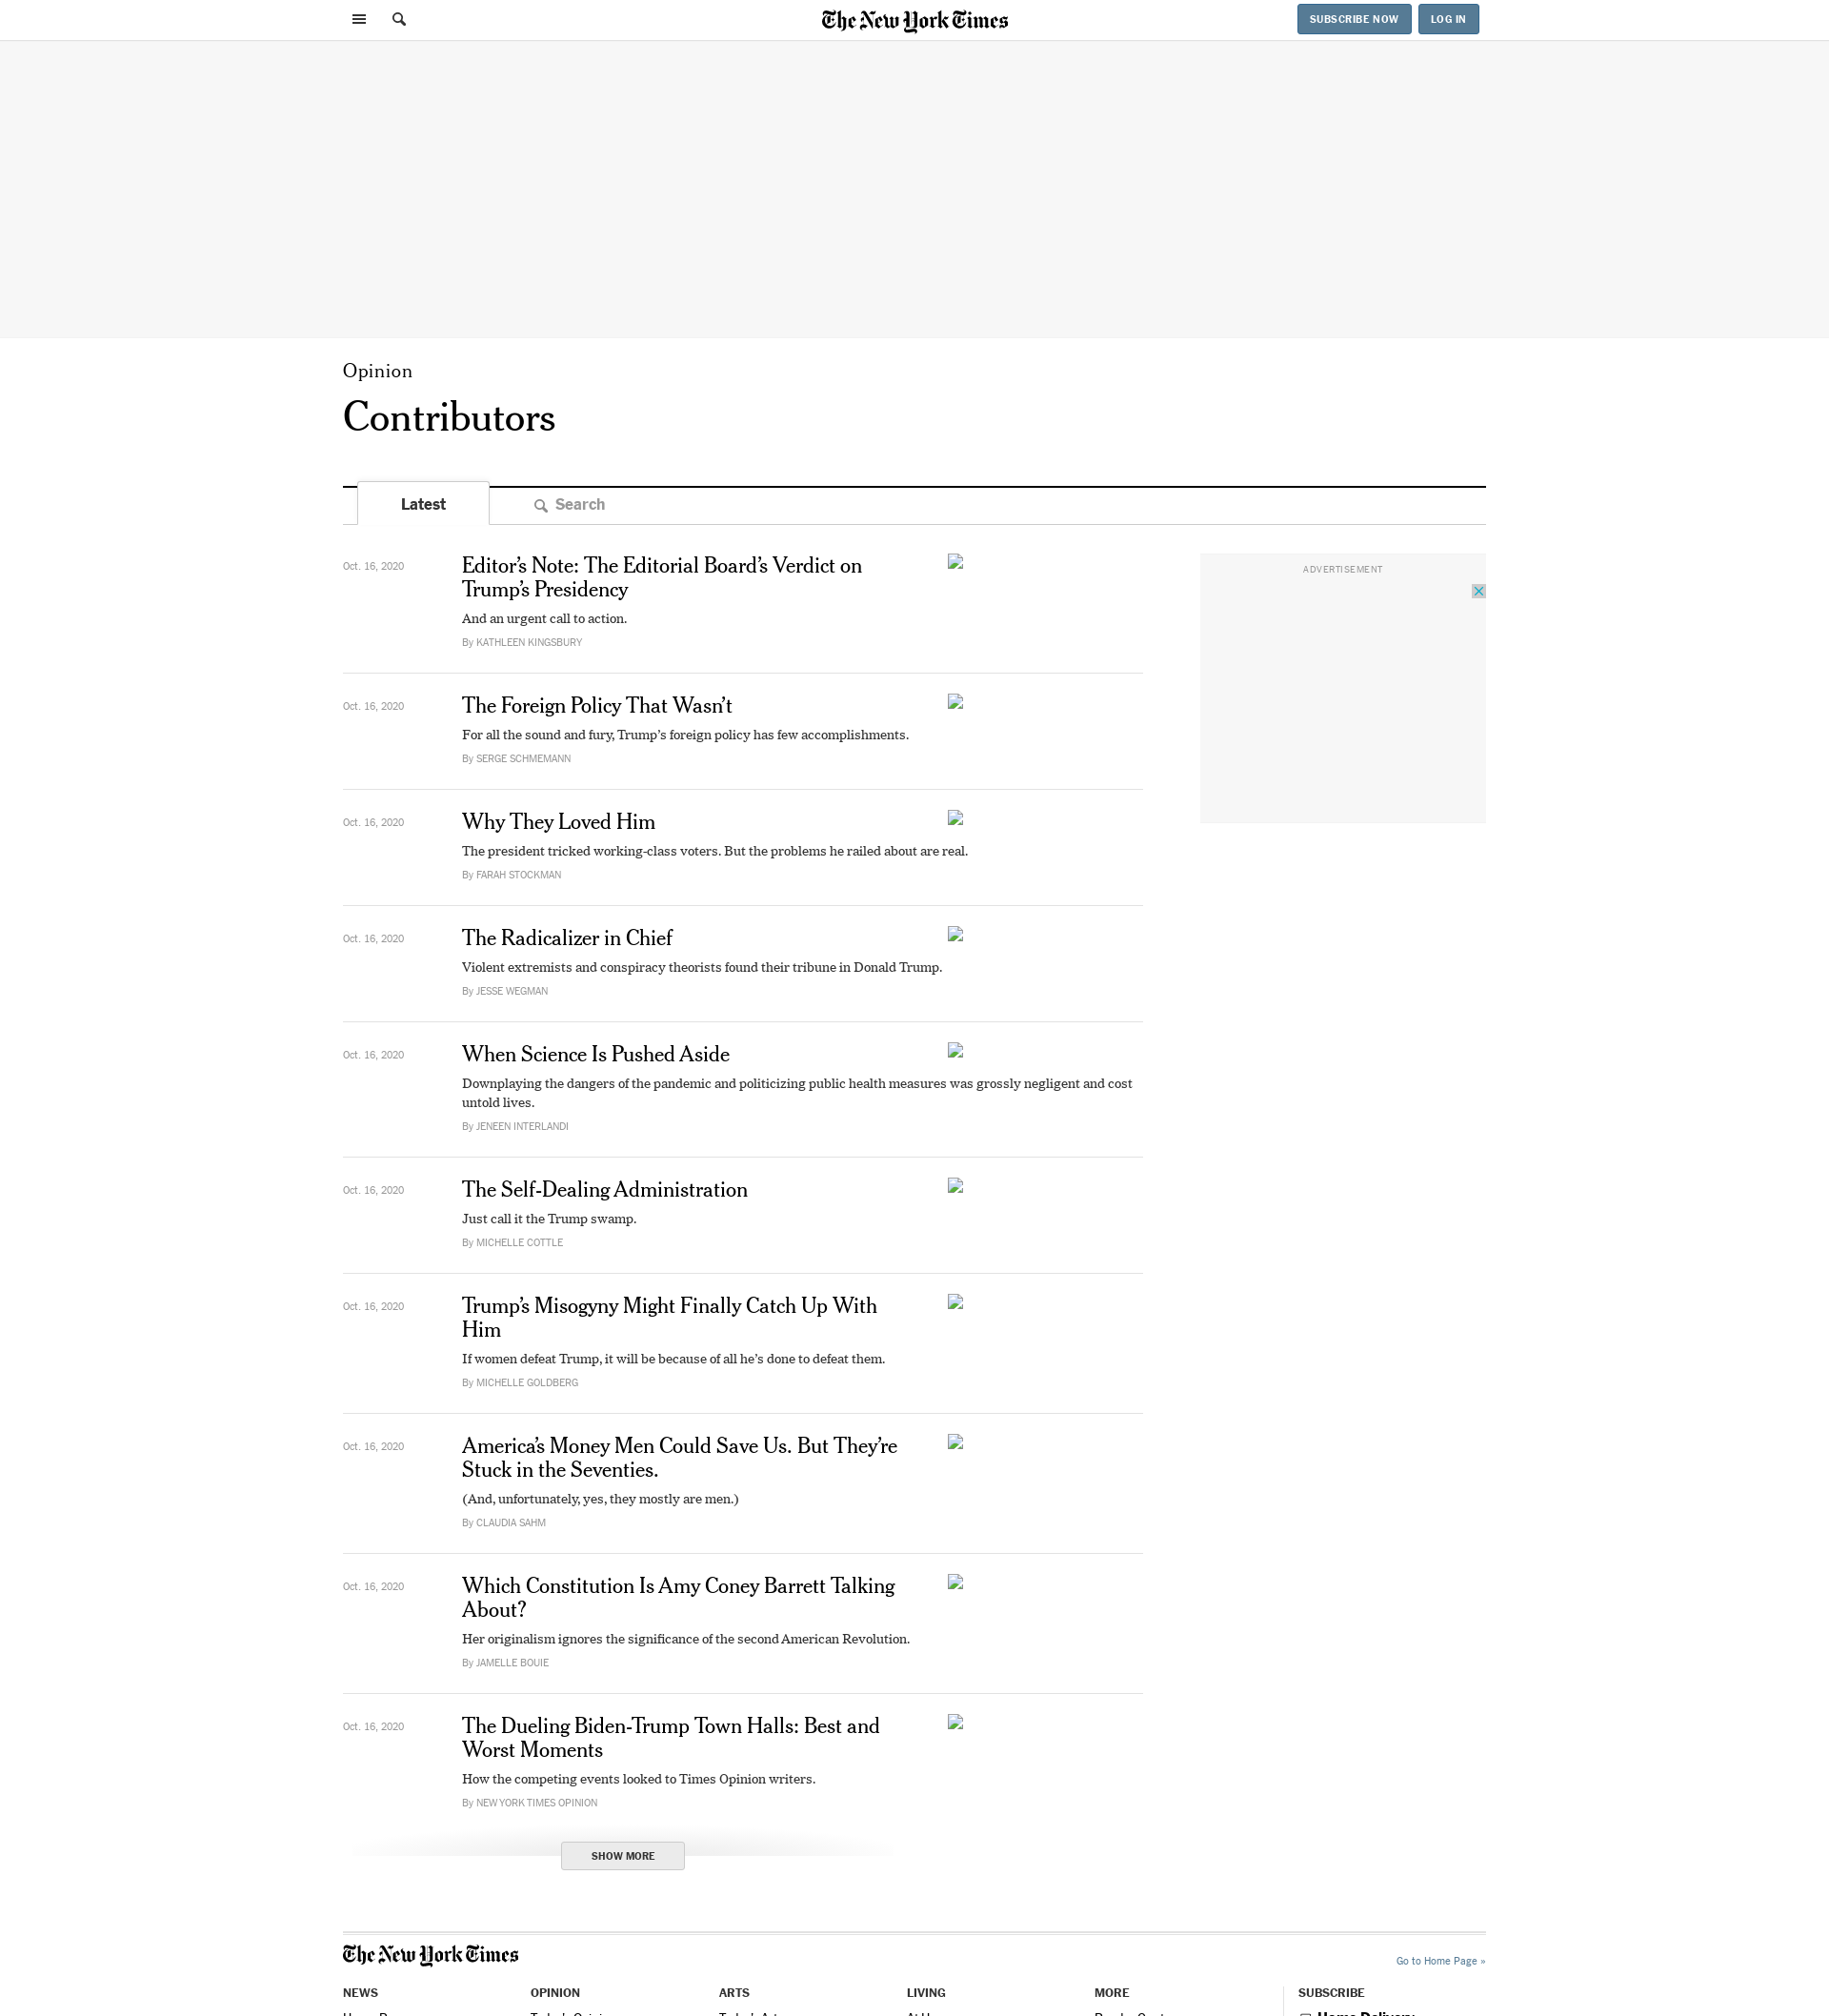 The New York Times
SUBSCRIBE NOW
LOG IN
Opinion
Contributors
Latest
Search
Oct. 16, 2020
Editor’s Note: The Editorial Board’s Verdict on
Trump’s Presidency
And an urgent call to action.
By KATHLEEN KINGSBURY
ADVERTISEMENT
Oct. 16, 2020
The Foreign Policy That Wasn’t
For all the sound and fury, Trump’s foreign policy has few accomplishments.
By SERGE SCHMEMANN
Oct. 16, 2020
Why They Loved Him
The president tricked working-class voters. But the problems he railed about are real.
By FARAH STOCKMAN
Oct. 16, 2020
The Radicalizer in Chief
Violent extremists and conspiracy theorists found their tribune in Donald Trump.
By JESSE WEGMAN
Oct. 16, 2020
When Science Is Pushed Aside
Downplaying the dangers of the pandemic and politicizing public health measures was grossly negligent and cost
untold lives.
By JENEEN INTERLANDI
Oct. 16, 2020
The Self-Dealing Administration
Just call it the Trump swamp.
By MICHELLE COTTLE
Oct. 16, 2020
Trump’s Misogyny Might Finally Catch Up With
Him
If women defeat Trump, it will be because of all he’s done to defeat them.
By MICHELLE GOLDBERG
Oct. 16, 2020
America’s Money Men Could Save Us. But They’re
Stuck in the Seventies.
(And, unfortunately, yes, they mostly are men.)
By CLAUDIA SAHM
Oct. 16, 2020
Which Constitution Is Amy Coney Barrett Talking
About?
Her originalism ignores the significance of the second American Revolution.
By JAMELLE BOUIE
Oct. 16, 2020
The Dueling Biden-Trump Town Halls: Best and
Worst Moments
How the competing events looked to Times Opinion writers.
By NEW YORK TIMES OPINION
SHOW MORE
The New York Times
Go to Home Page »
NEWS
OPINION
ARTS
LIVING
MORE
SUBSCRIBE
Home Delivery